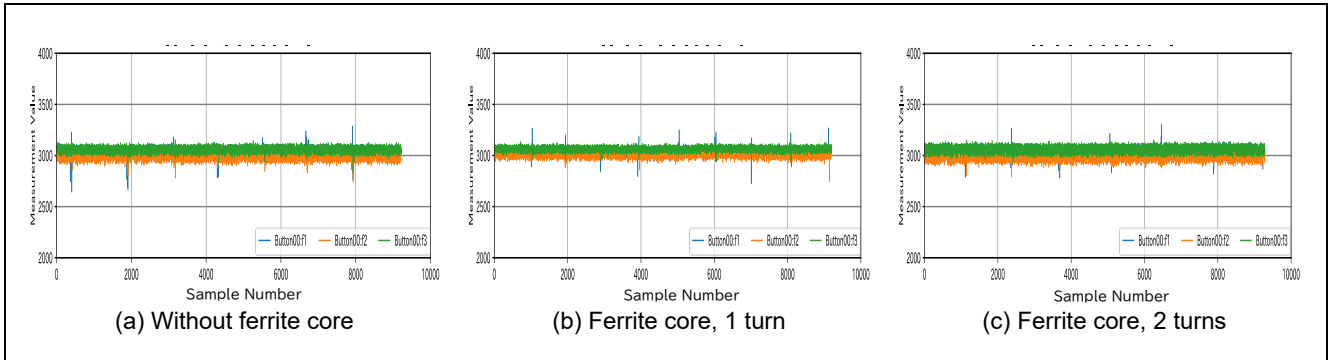 Measurement Value
4000
3500
3000
2500
2000
Button00:f1 Button00:f2 Button00:f3
0 2000 4000 6000 8000 10000
Sample Number
(a) Without ferrite core
Measurement Value
4000
3500
3000
2500
2000
Button00:f1 Button00:f2 Button00:f3
0 2000 4000 6000 8000 10000
Sample Number
(b) Ferrite core, 1 turn
Measurement Value
4000
3500
3000
2500
2000
Button00:f1 Button00:f2 Button00:f3
0 2000 4000 6000 8000 10000
Sample Number
(c) Ferrite core, 2 turns